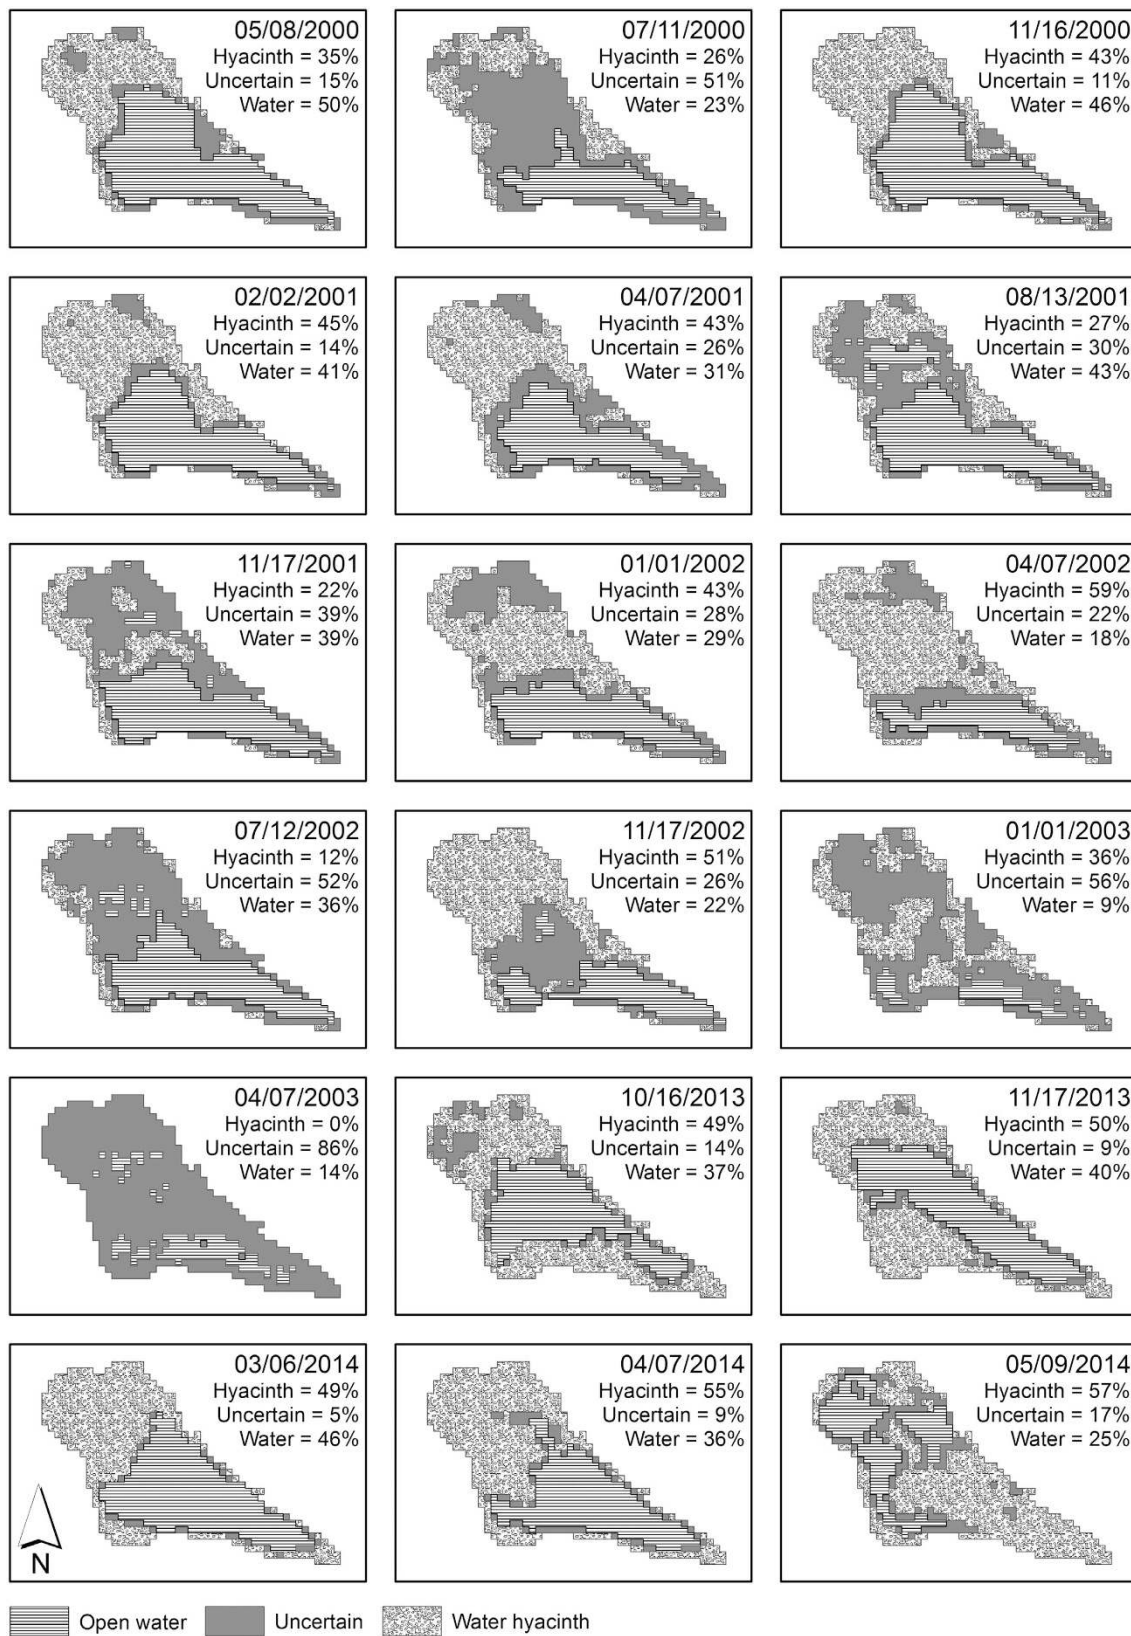 05/08/2000
Hyacinth = 35%
Uncertain = 15%
Water = 50%
07/11/2000
Hyacinth = 26%
Uncertain = 51%
Water = 23%
11/16/2000
Hyacinth = 43%
Uncertain = 11%
Water = 46%
02/02/2001
Hyacinth = 45%
Uncertain = 14%
Water = 41%
04/07/2001
Hyacinth = 43%
Uncertain = 26%
Water = 31%
08/13/2001
Hyacinth = 27%
Uncertain = 30%
Water = 43%
11/17/2001
Hyacinth = 22%
Uncertain = 39%
Water = 39%
01/01/2002
Hyacinth = 43%
Uncertain = 28%
Water = 29%
04/07/2002
Hyacinth = 59%
Uncertain = 22%
Water = 18%
07/12/2002
Hyacinth = 12%
Uncertain = 52%
Water = 36%
11/17/2002
Hyacinth = 51%
Uncertain = 26%
Water = 22%
01/01/2003
Hyacinth = 36%
Uncertain = 56%
Water = 9%
04/07/2003
Hyacinth = 0%
Uncertain = 86%
Water = 14%
10/16/2013
Hyacinth = 49%
Uncertain = 14%
Water = 37%
11/17/2013
Hyacinth = 50%
Uncertain = 9%
Water = 40%
03/06/2014
Hyacinth = 49%
Uncertain = 5%
Water = 46%
N
04/07/2014
Hyacinth = 55%
Uncertain = 9%
Water = 36%
05/09/2014
Hyacinth = 57%
Uncertain = 17%
Water = 25%
Open water
Uncertain
Water hyacinth